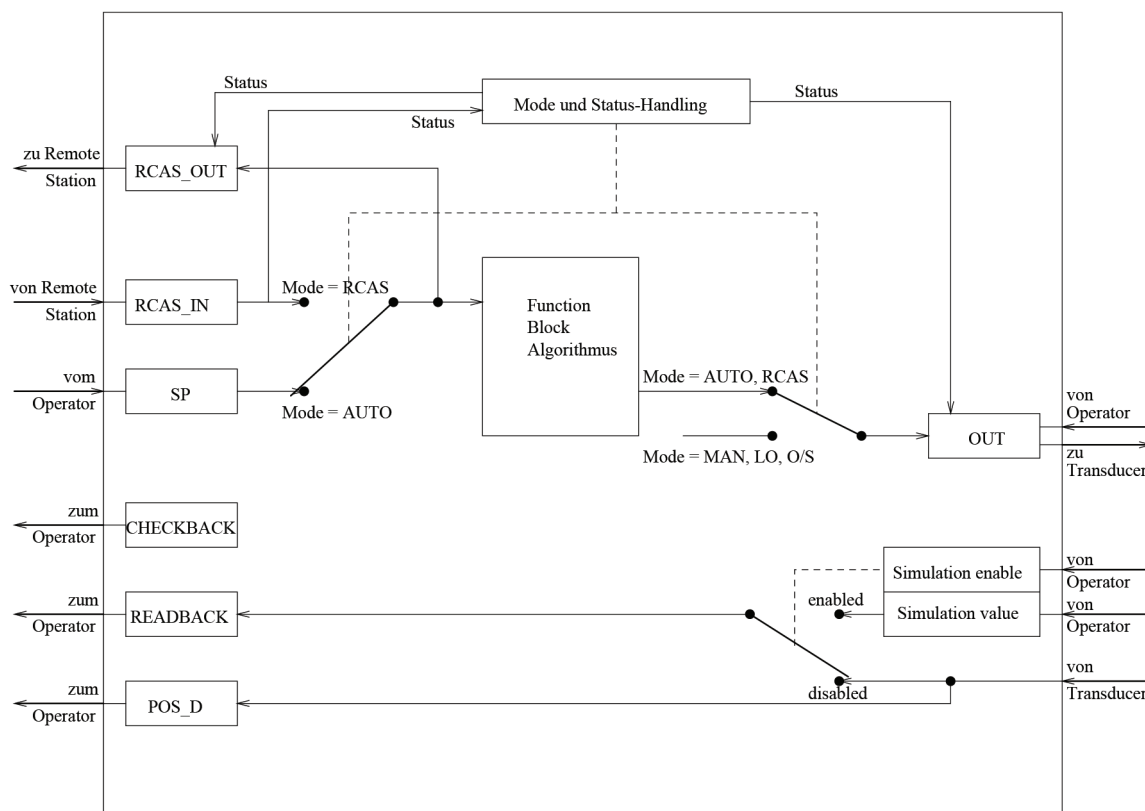 Status
Mode und Status-Handling
Status
Status
zu Remote
Station
RCAS_OUT
von Remote
Station
RCAS_IN
Mode = RCAS
Function
Block
Algorithmus
vom
Operator
SP
Mode = AUTO
Mode = AUTO, RCAS
Mode = MAN, LO, O/S
OUT
von
Operator
zu
Transducer
zum
Operator
CHECKBACK
Simulation enable
von
Operator
zum
Operator
READBACK
enabled
Simulation value
von
Operator
disabled
von
Transducer
zum
Operator
POS_D